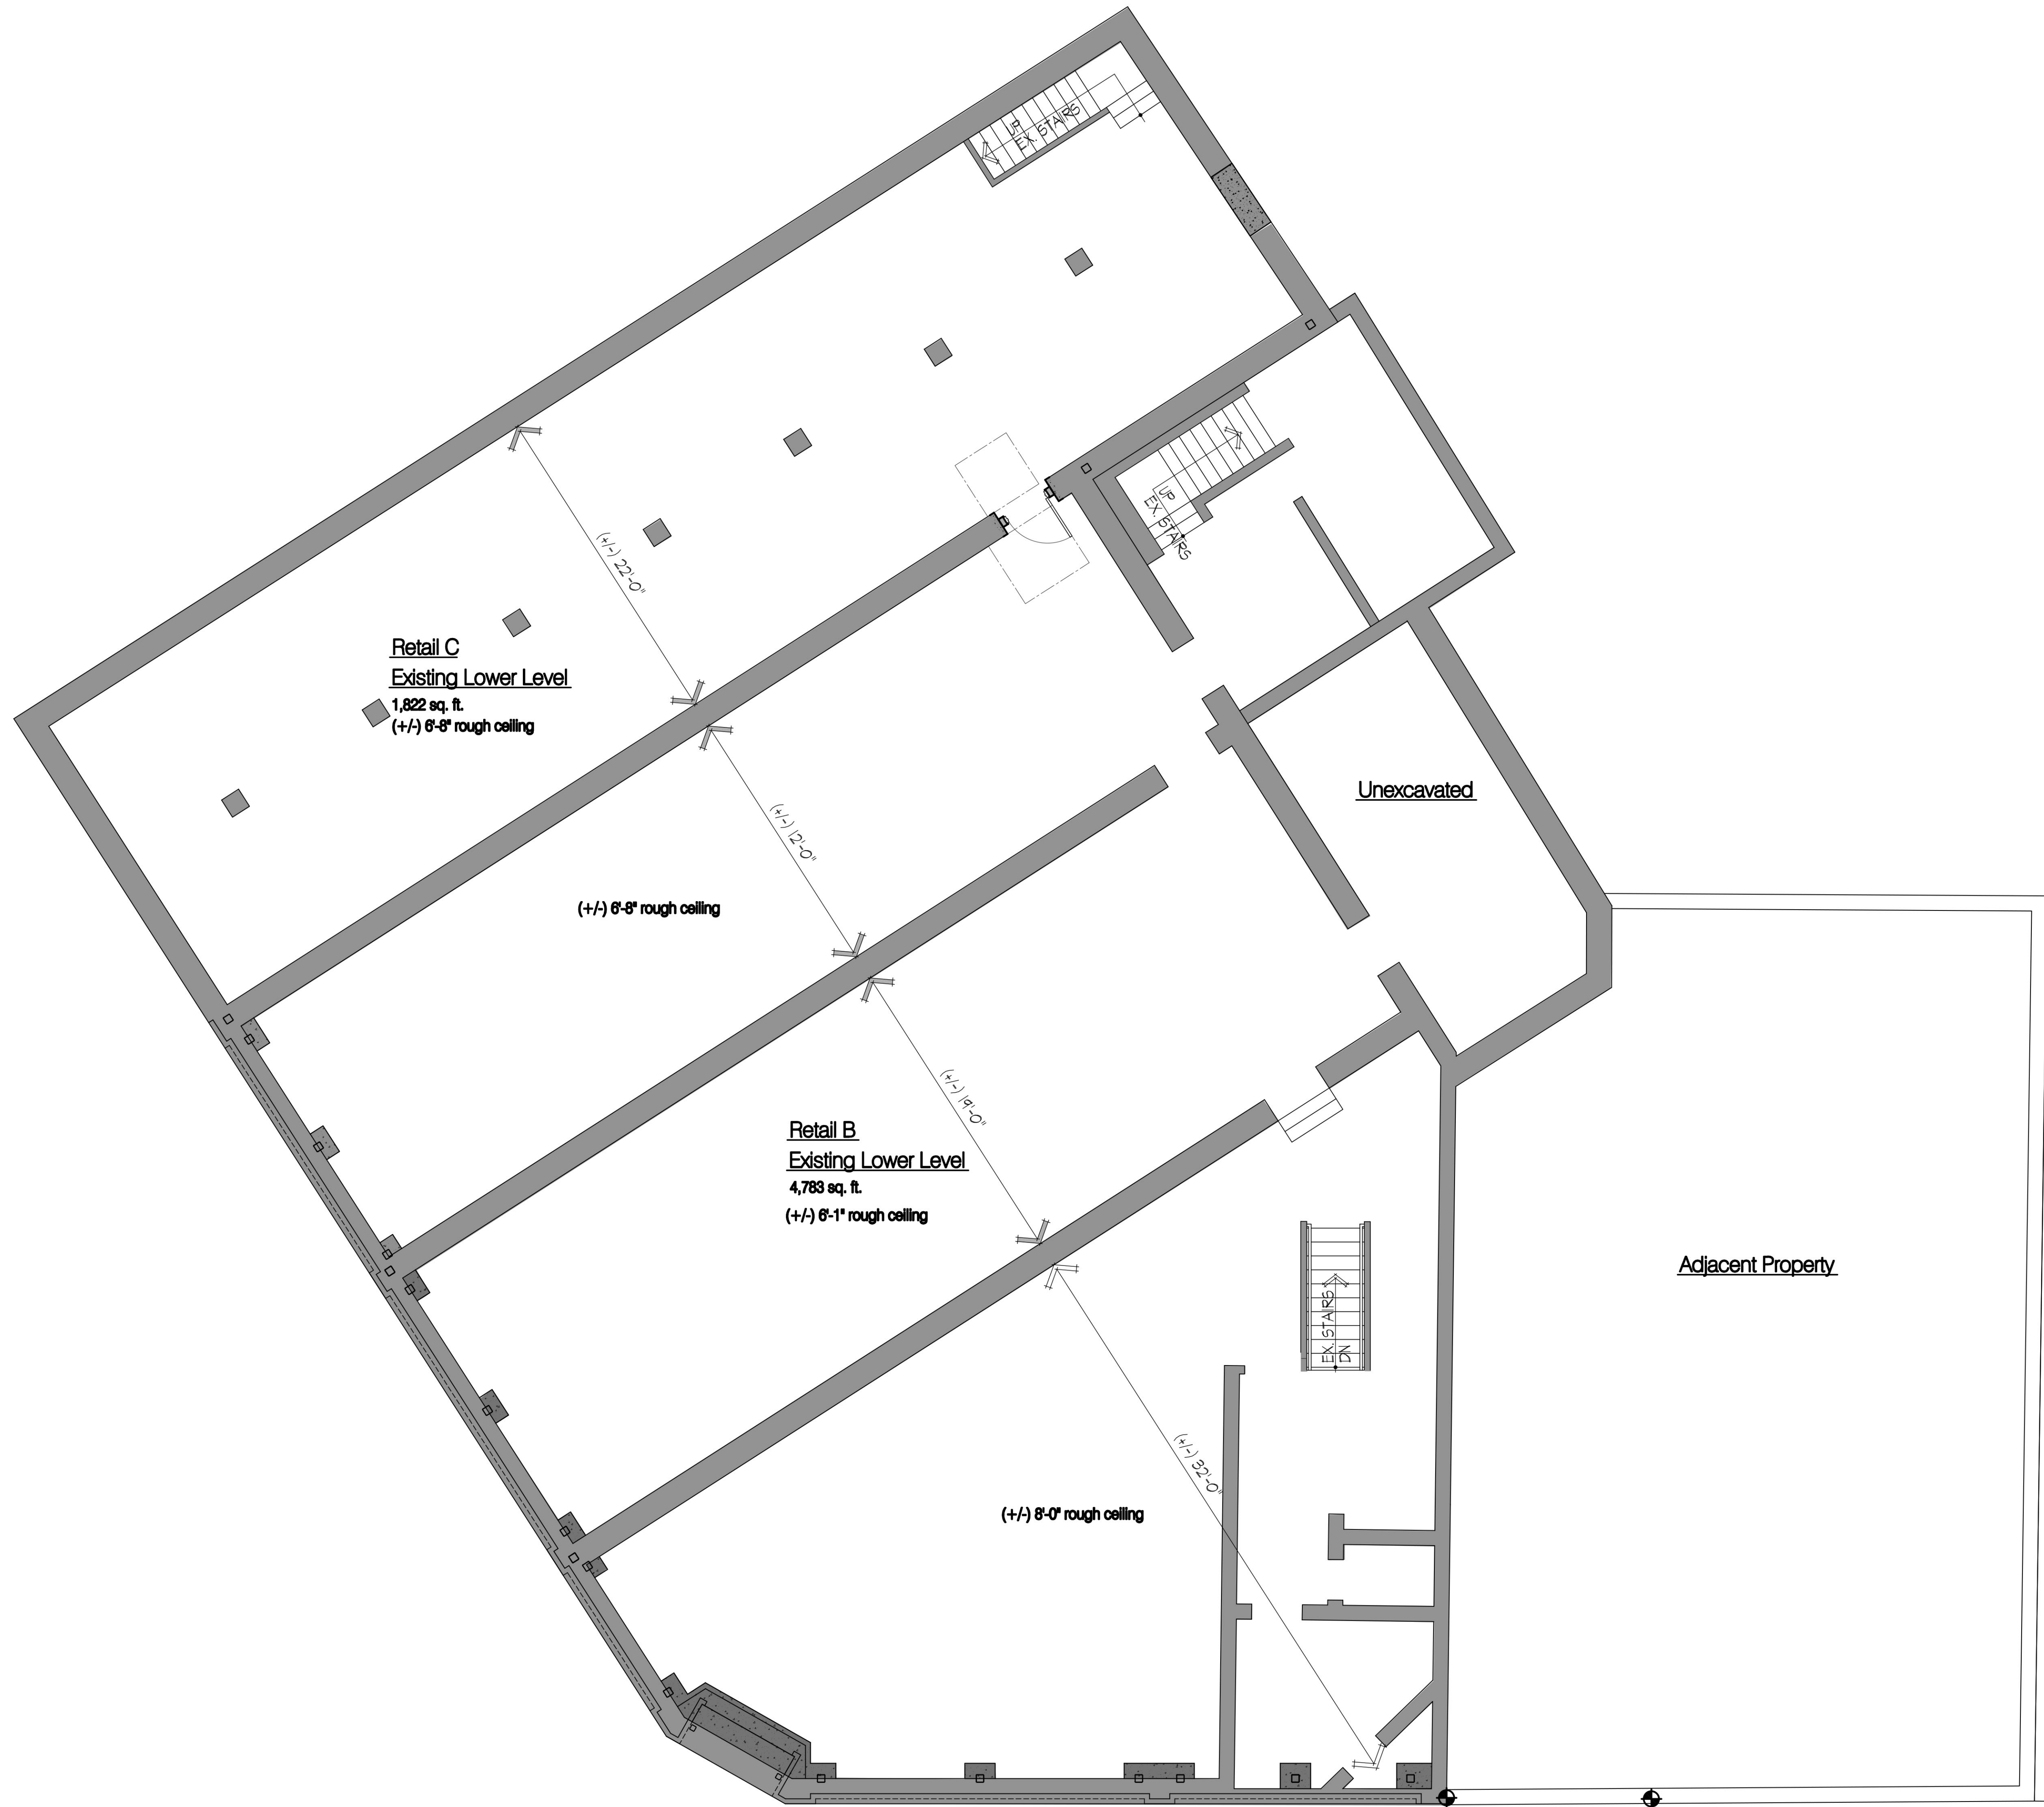 UP
EX. STAIRS
UP
EX. STAIRS
(+/-) 22'-0"
Retail C
Existing Lower Level
1,822 sq. ft.
(+/-) 6'-8" rough ceiling
Unexcavated
(+/-) 12'-0"
(+/-) 6'-8" rough ceiling
(+/-) 19'-0"
Retail B
Existing Lower Level
4,783 sq. ft.
(+/-) 6'-1" rough ceiling
Adjacent Property
EX. STAIRS
DN
(+/-) 32'-0"
(+/-) 8'-0" rough ceiling